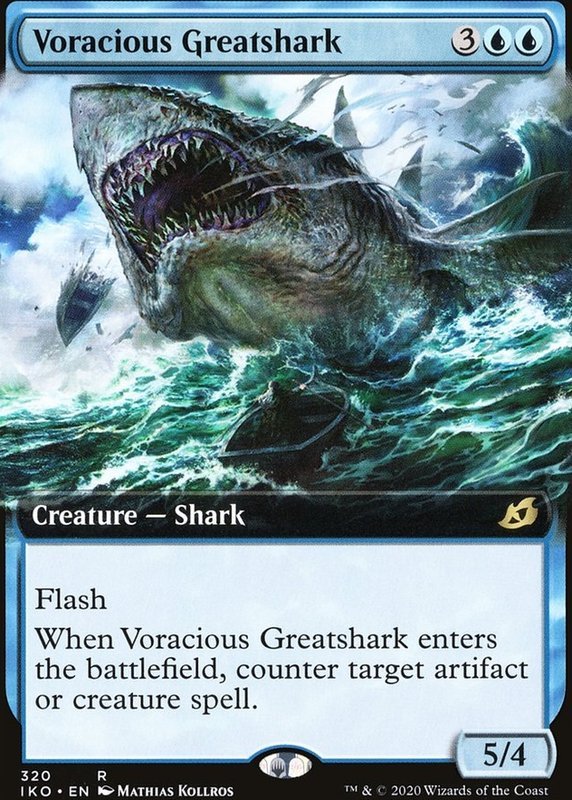 Voracious Greatshark 3
Creature — Shark
Flash
When Voracious Greatshark enters
the battlefield, counter target artifact
or creature spell.
5/4
320 R
IKO • EN Mathias Kollros
™ & © 2020 Wizards of the Coast